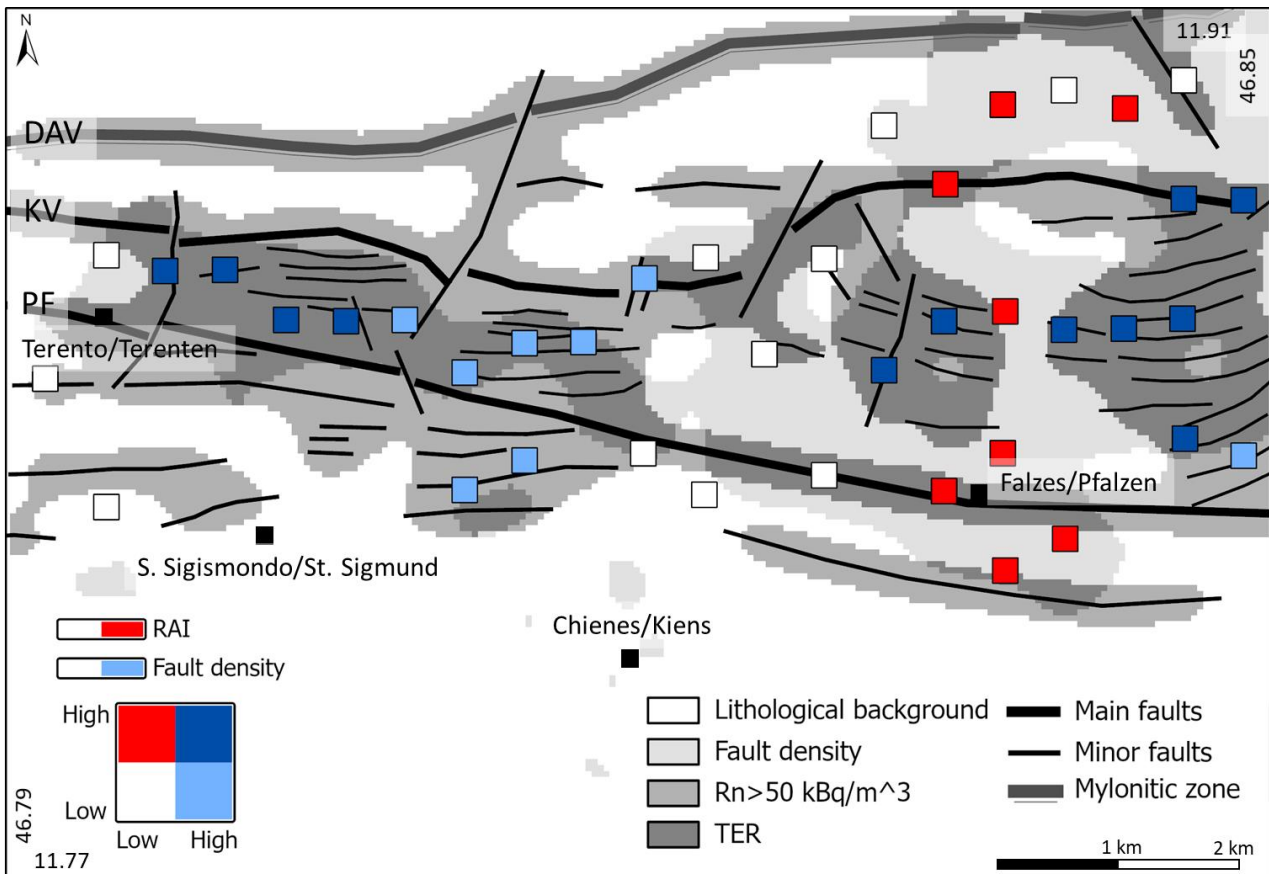 N
11.91
46.85
DAV
KV
PF
Terento/Terenten
Falzes/Pfalzen
S. Sigismondo/St. Sigmund
Chienes/Kiens
RAI
Fault density
High
Low
Low High
46.79
11.77
Lithological background
Fault density
Rn>50 kBq/m^3
TER
Main faults
Minor faults
Mylonitic zone
1 km 2 km